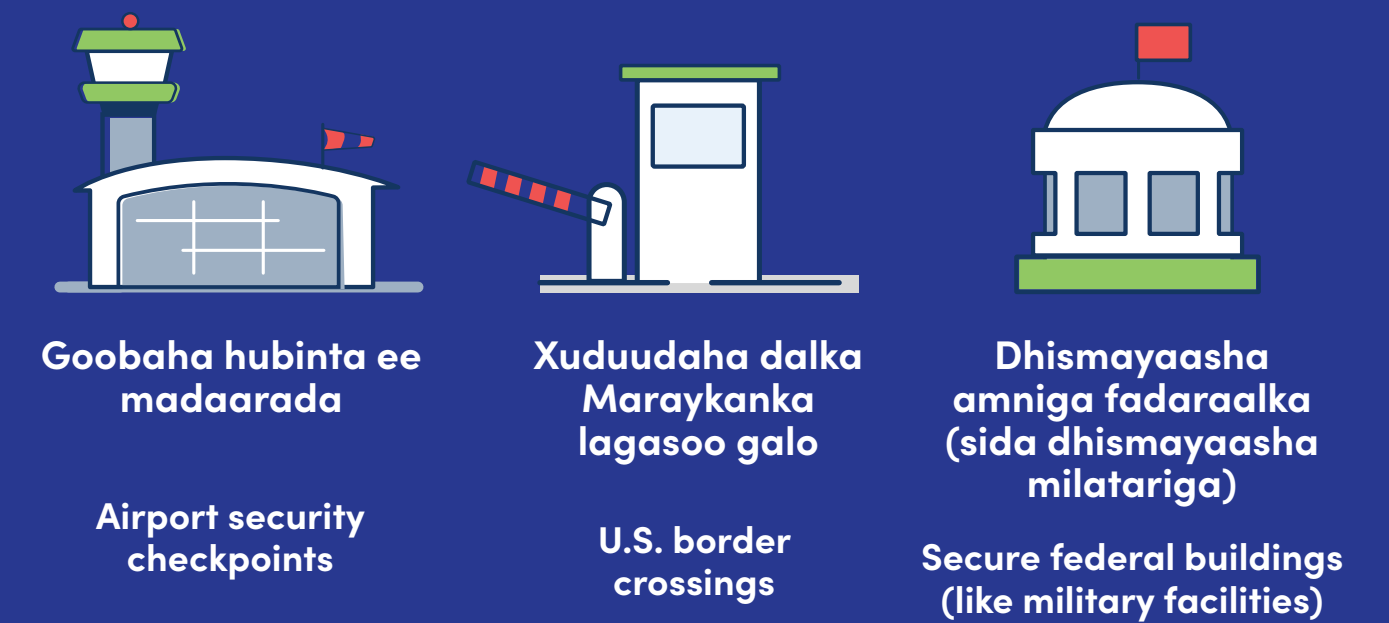 Goobaha hubinta ee
madaarada
Airport security
checkpoints
Xuduudaha dalka
Maraykanka
lagasoo galo
U.S. border
crossings
Dhismayaasha
amniga fadaraalka
(sida dhismayaasha
milatariga)
Secure federal buildings
(like military facilities)